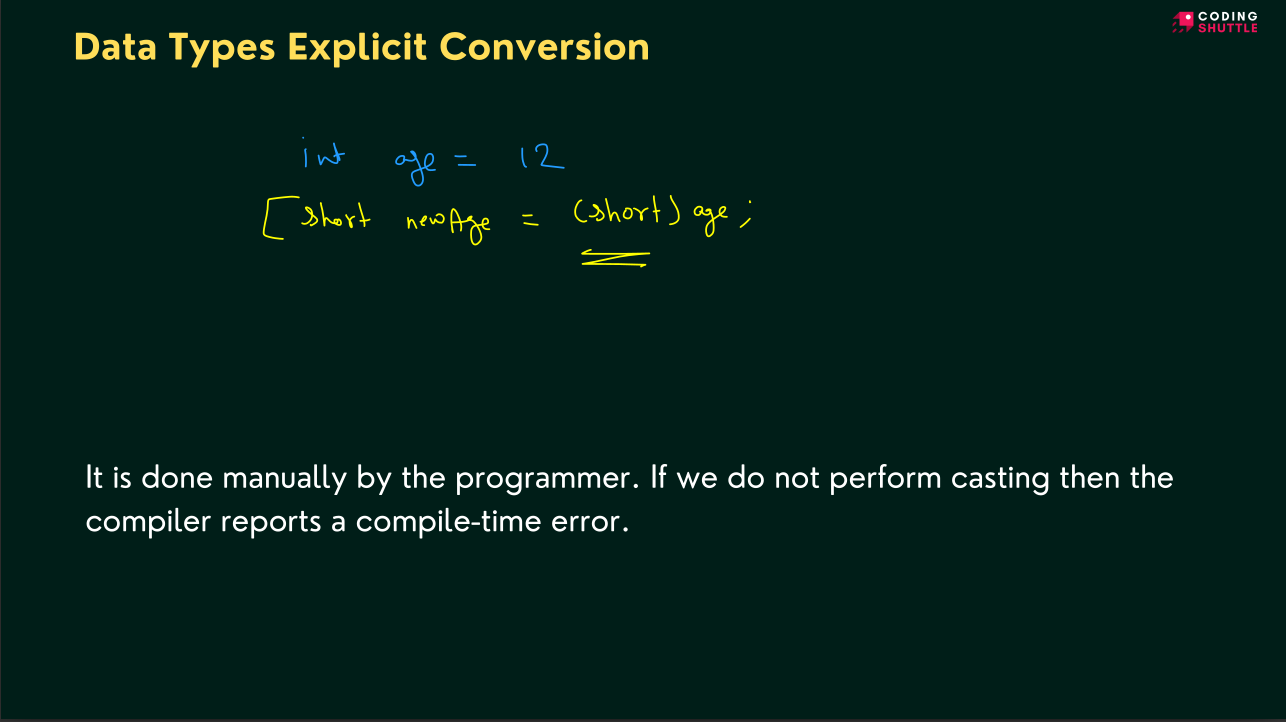 CODING
SHUTTLE
Data Types Explicit Conversion
int age = 12
short newAge = (short) age;
It is done manually by the programmer. If we do not perform casting then the
compiler reports a compile-time error.